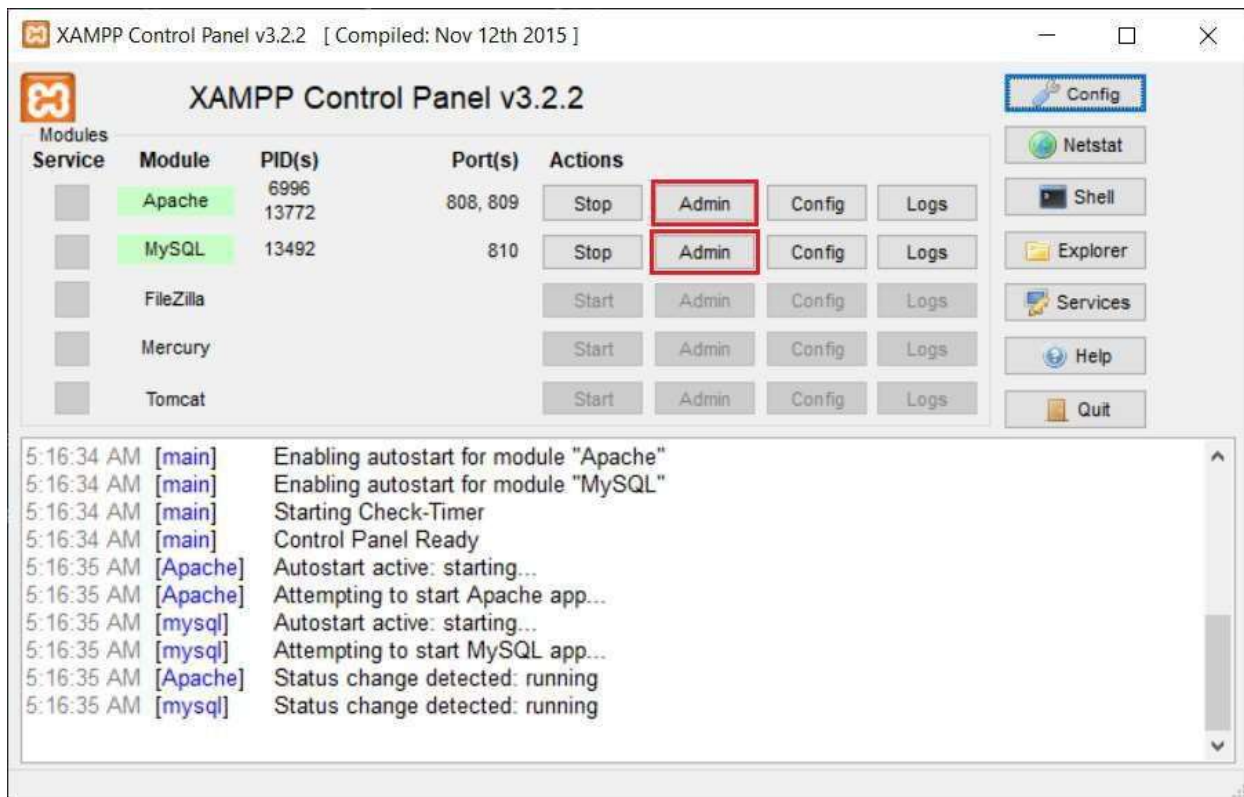 XAMPP Control Panel v3.2.2 [ Compiled: Nov 12th 2015 ]
XAMPP Control Panel v3.2.2
Config
Modules
Service Module PID(s) Port(s) Actions
Netstat
Apache 6996 808, 809 Stop Admin Config Logs
13772
Shell
MySQL 13492 810 Stop Admin Config Logs
Explorer
FileZilla Start Admin Config Logs
Services
Mercury Start Admin Config Logs
Help
Tomcat Start Admin Config Logs
Quit
5:16:34 AM [main] Enabling autostart for module "Apache"
5:16:34 AM [main] Enabling autostart for module "MySQL"
5:16:34 AM [main] Starting Check-Timer
5:16:34 AM [main] Control Panel Ready
5:16:35 AM [Apache] Autostart active: starting...
5:16:35 AM [Apache] Attempting to start Apache app...
5:16:35 AM [mysql] Autostart active: starting...
5:16:35 AM [mysql] Attempting to start MySQL app...
5:16:35 AM [Apache] Status change detected: running
5:16:35 AM [mysql] Status change detected: running